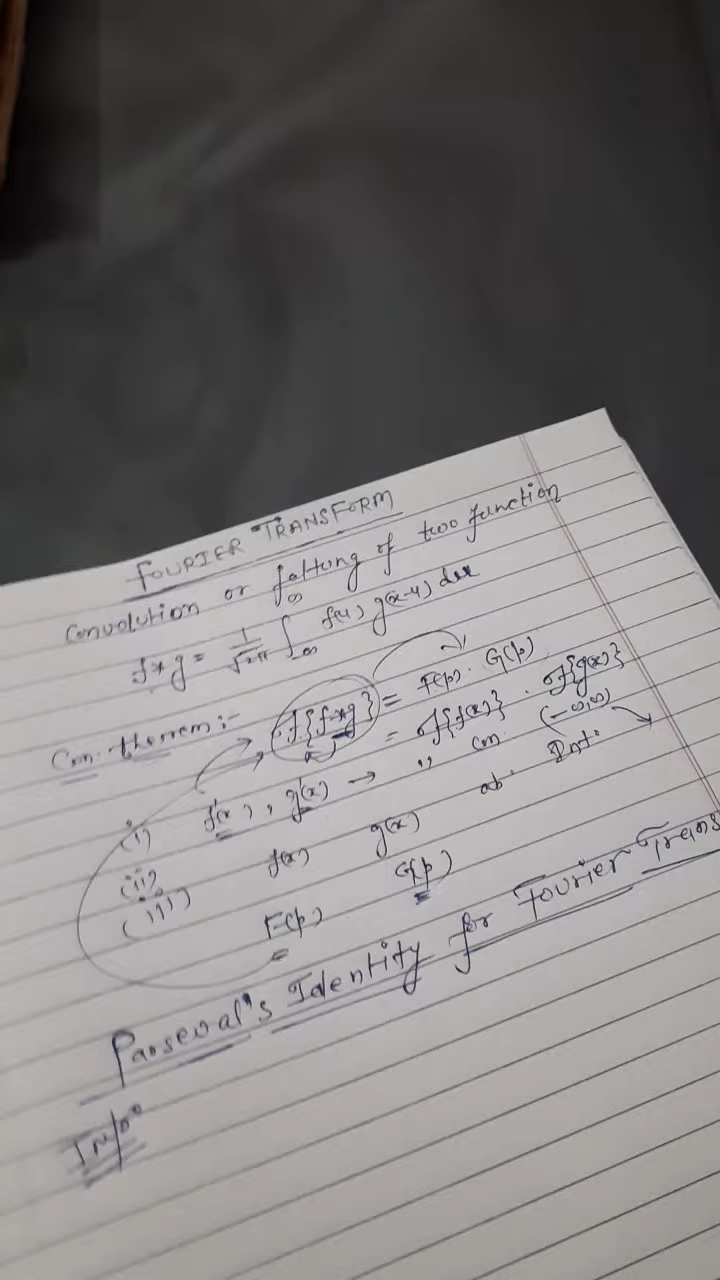 FOURIER TRANSFORM
Convolution or faltung of two function
f*g = 1/√2π ∫_-∞^∞ f(u) g(x-u) du
Con. theorem:- F{f*g} = F(p) . G(p)
= F{f(x)} . F{g(x)}
(i) f'(x), g'(x) → ,, con (-∞,∞)
(ii) f(x) g(x) ab. Int.
(iii) F(p) G(p)
Parseval's Identity for Fourier Trans